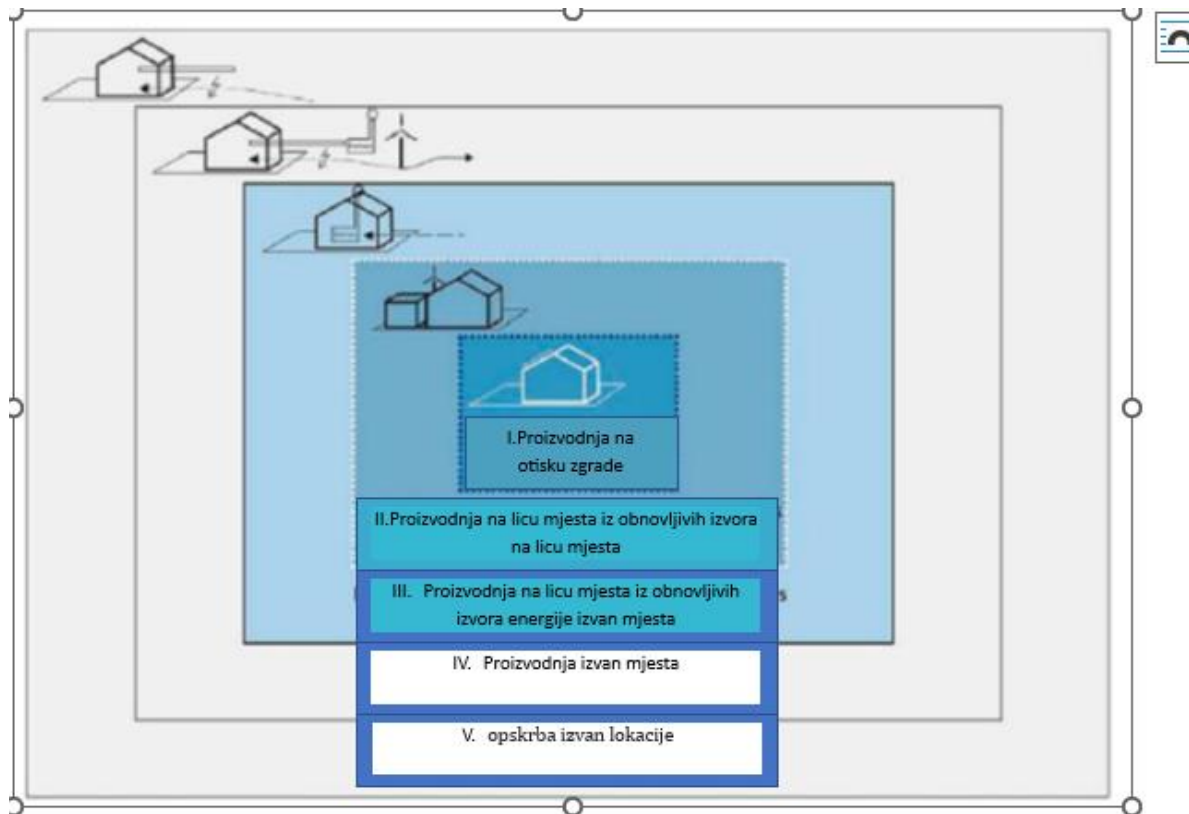 I.Proizvodnja na
otisku zgrade
II.Proizvodnja na licu mjesta iz obnovljivih izvora
na licu mjesta
III. Proizvodnja na licu mjesta iz obnovljivih
izvora energije izvan mjesta
IV. Proizvodnja izvan mjesta
V. opskrba izvan lokacije